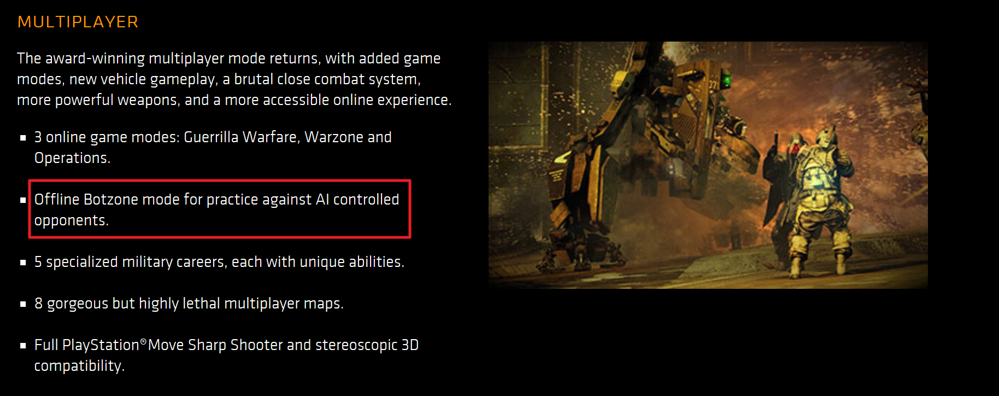 MULTIPLAYER
The award-winning multiplayer mode returns, with added game
modes, new vehicle gameplay, a brutal close combat system,
more powerful weapons, and a more accessible online experience.
3 online game modes: Guerrilla Warfare, Warzone and
Operations.
Offline Botzone mode for practice against AI controlled
opponents.
5 specialized military careers, each with unique abilities.
8 gorgeous but highly lethal multiplayer maps.
Full PlayStation®Move Sharp Shooter and stereoscopic 3D
compatibility.